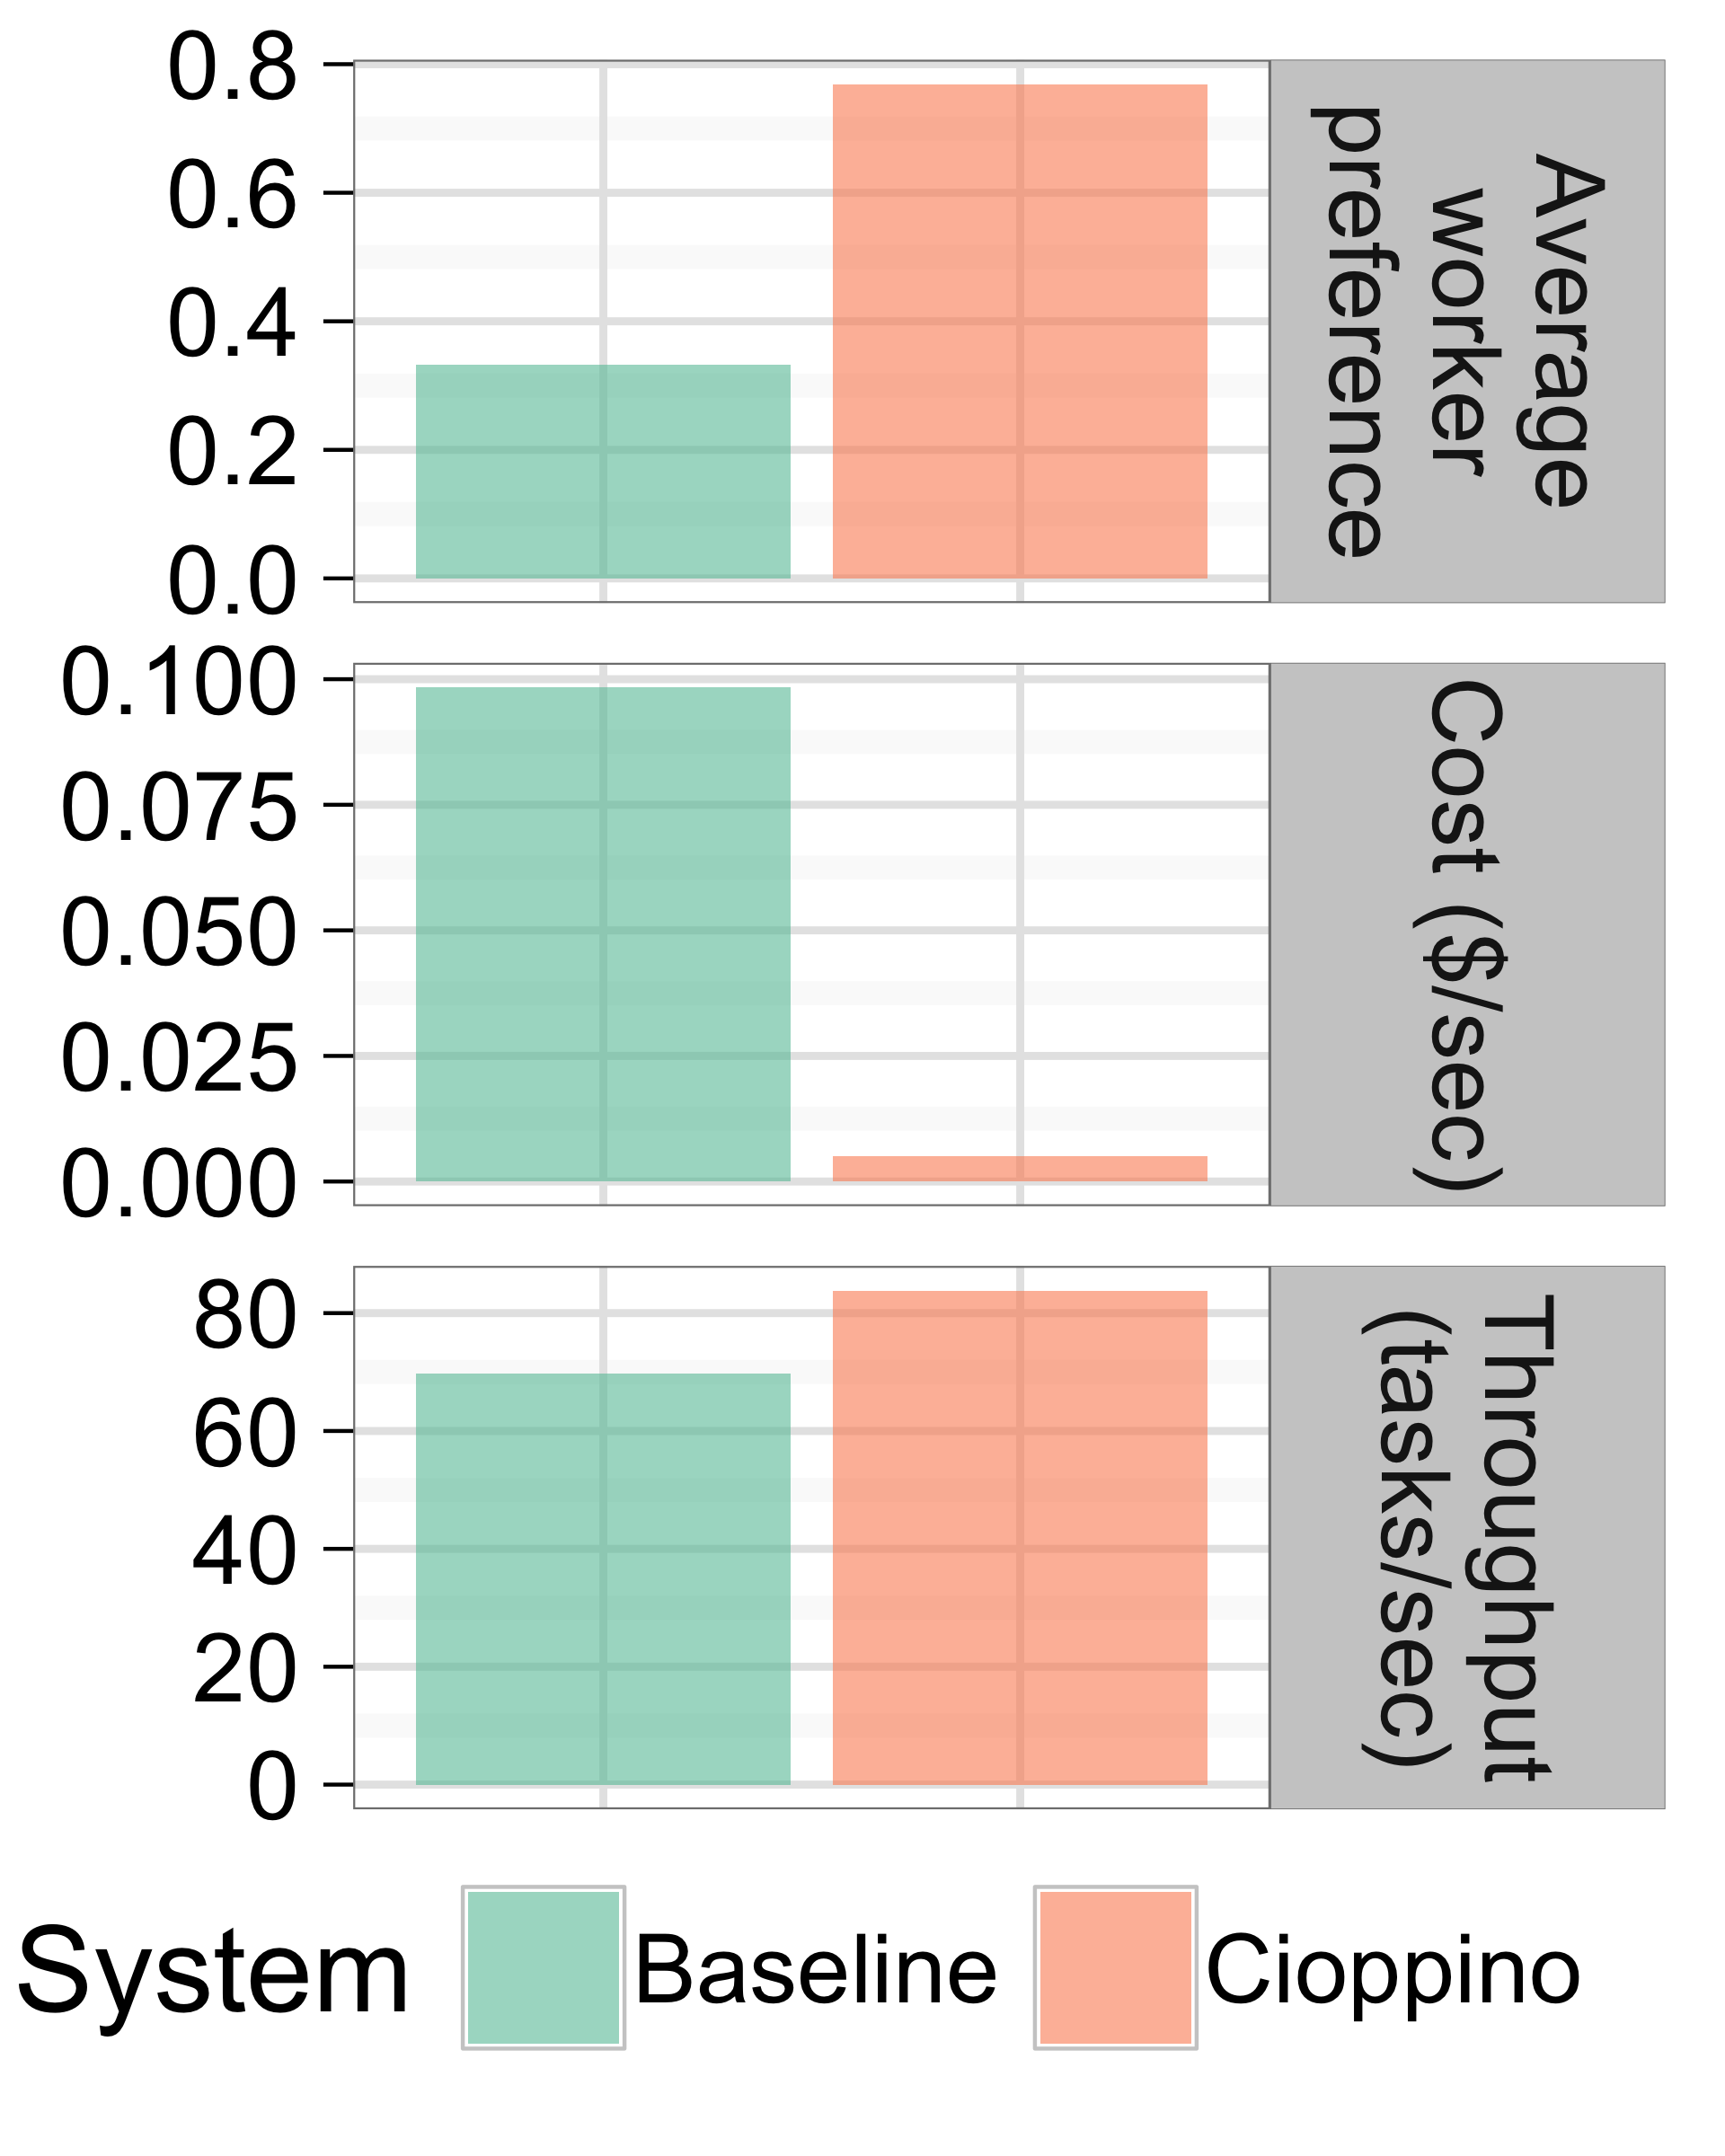 0.8
0.6
0.4
0.2
0.0
Average
worker
preference
0.100
0.075
0.050
0.025
0.000
Cost ($/sec)
80
60
40
20
0
Throughput
(tasks/sec)
System Baseline Cioppino